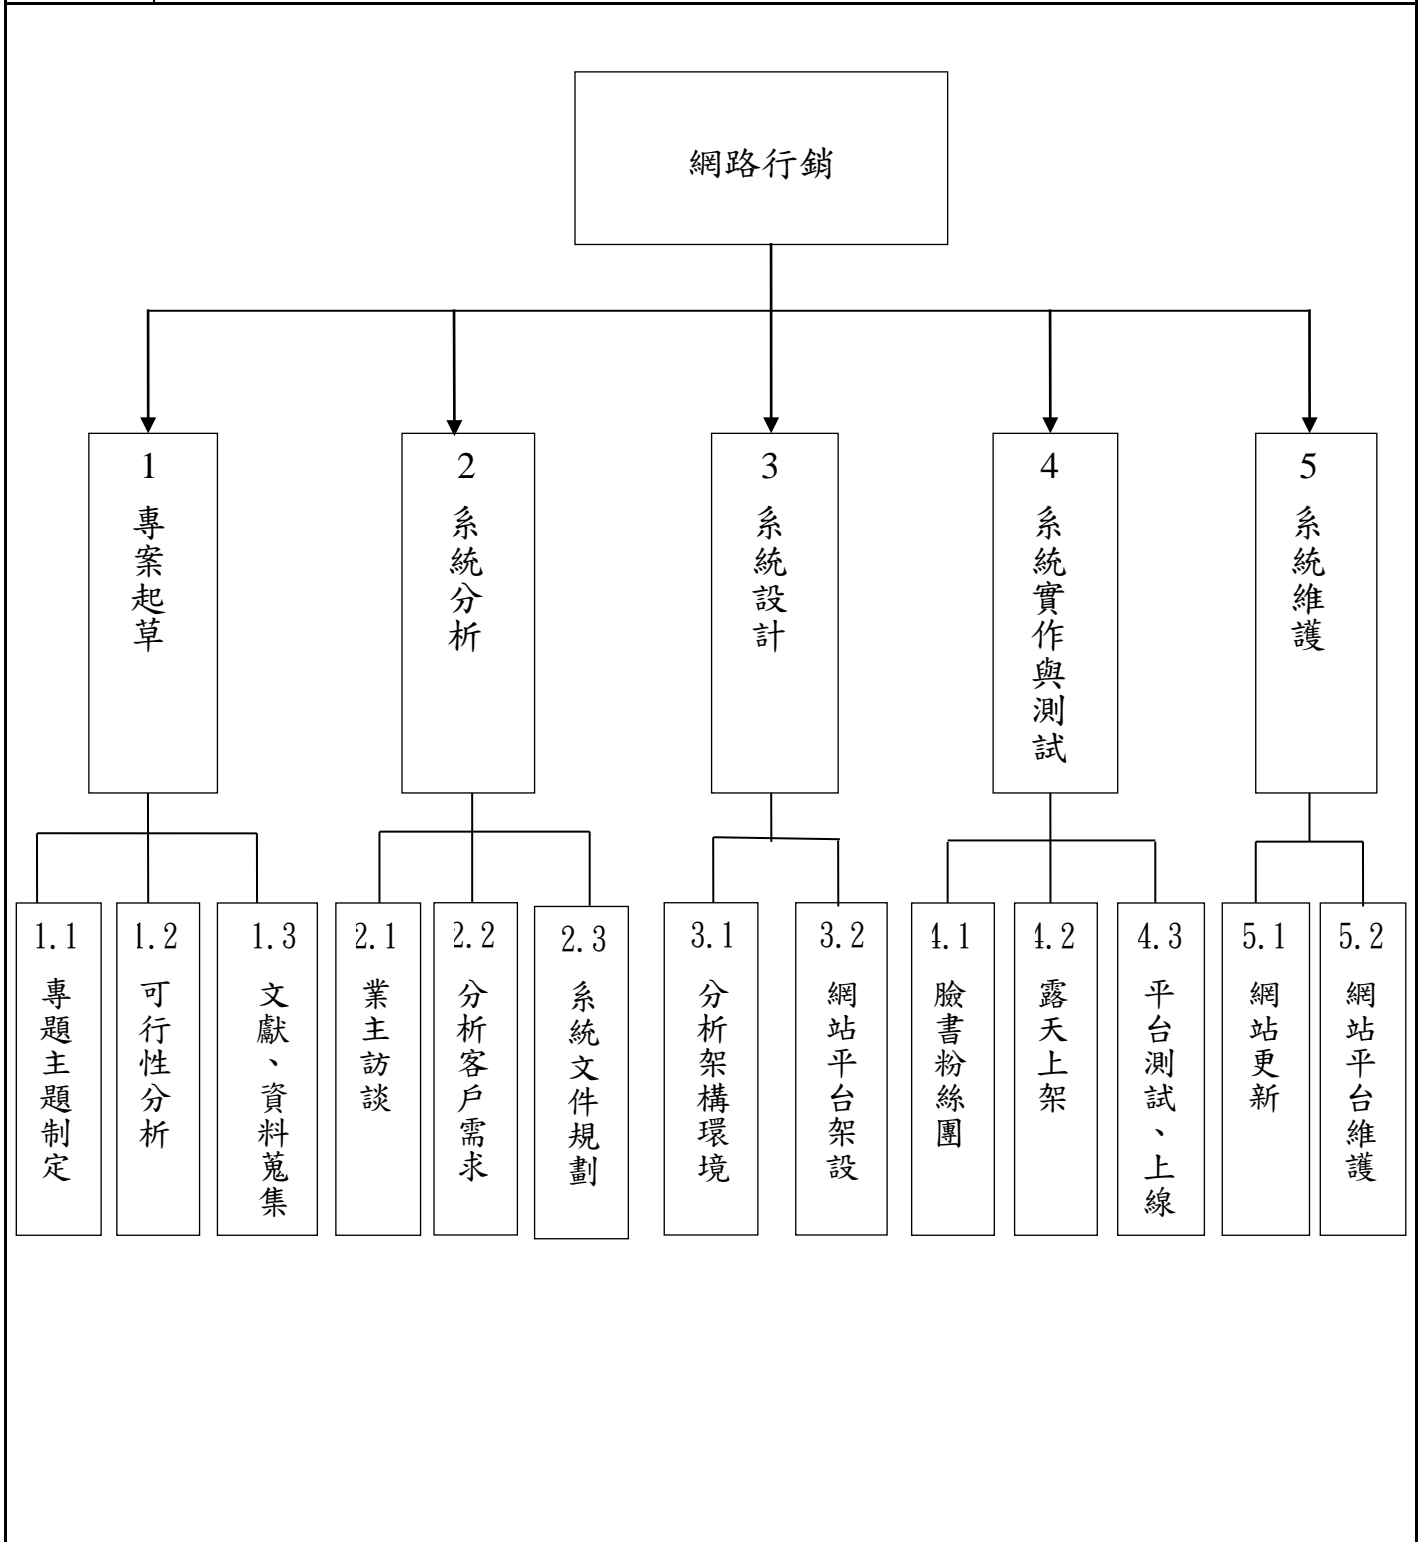 網路行銷
1
專案起草
2
系統分析
3
系統設計
4
系統實作與測試
5
系統維護
1.1
專題主題制定
1.2
可行性分析
1.3
文獻、資料蒐集
2.1
業主訪談
2.2
分析客戶需求
2.3
系統文件規劃
3.1
分析架構環境
3.2
網站平台架設
4.1
臉書粉絲團
4.2
露天上架
4.3
平台測試、上線
5.1
網站更新
5.2
網站平台維護